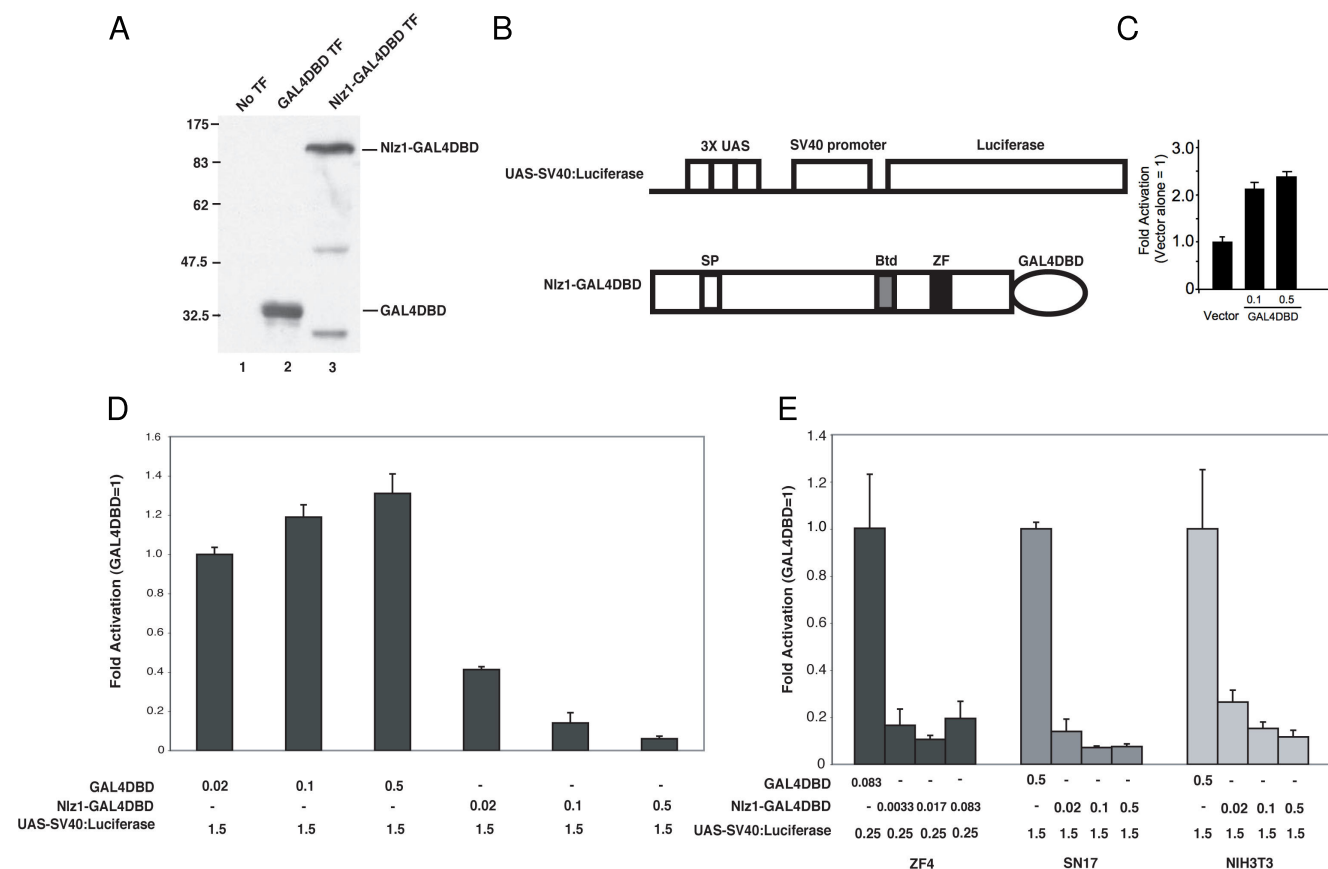 A
No TF
GAL4DBD TF
Nlz1-GAL4DBD TF
175
83
62
47.5
32.5
Nlz1-GAL4DBD
GAL4DBD
1 2 3
B
3X UAS SV40 promoter Luciferase
UAS-SV40:Luciferase
SP Btd ZF GAL4DBD
Nlz1-GAL4DBD
C
Fold Activation
(Vector alone = 1)
3.0
2.0
1.0
0
0.1 0.5
Vector GAL4DBD
D
Fold Activation (GAL4DBD=1)
1.6
1.4
1.2
1.0
0.8
0.6
0.4
0.2
0
GAL4DBD 0.02 0.1 0.5 - - -
Nlz1-GAL4DBD - - - 0.02 0.1 0.5
UAS-SV40:Luciferase 1.5 1.5 1.5 1.5 1.5 1.5
E
Fold Activation (GAL4DBD=1)
1.4
1.2
1.0
0.8
0.6
0.4
0.2
0
GAL4DBD 0.083 - - - 0.5 - - - 0.5 - - -
Nlz1-GAL4DBD - 0.0033 0.017 0.083 - 0.02 0.1 0.5 - 0.02 0.1 0.5
UAS-SV40:Luciferase 0.25 0.25 0.25 0.25 1.5 1.5 1.5 1.5 1.5 1.5 1.5 1.5
ZF4 SN17 NIH3T3